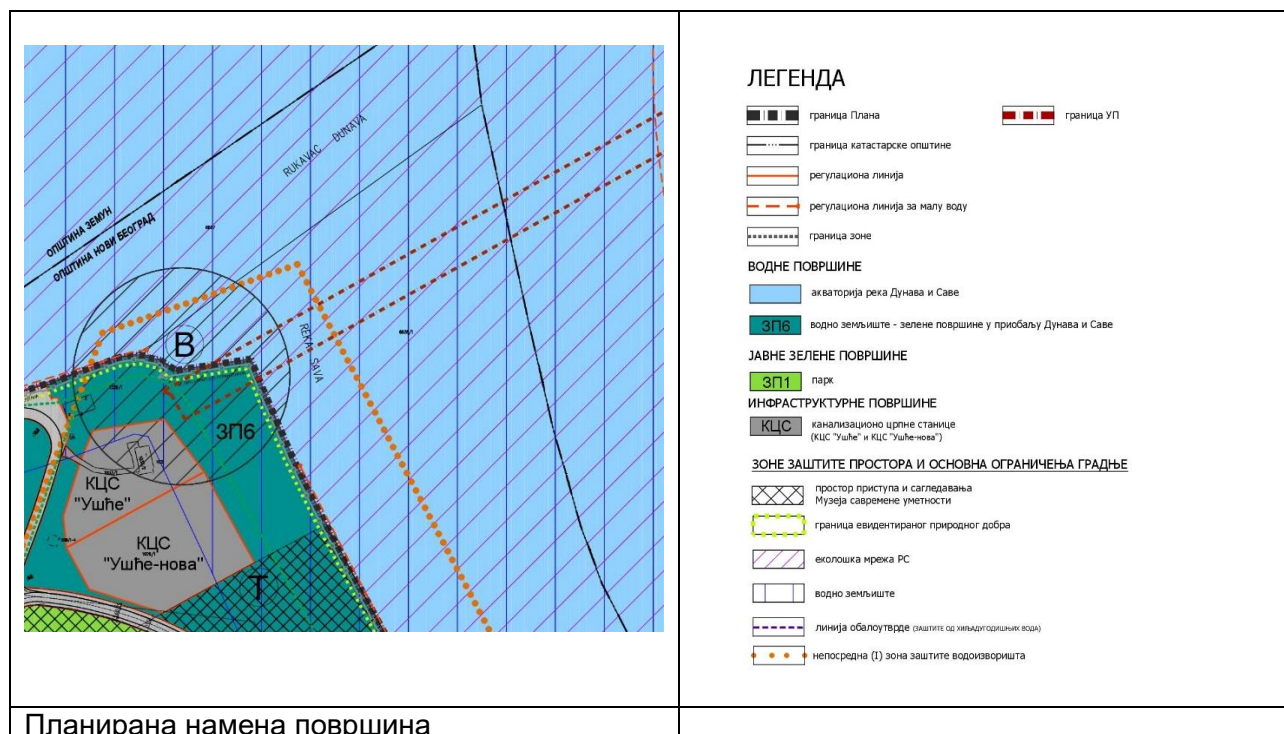 ОПШТИНА ЗЕМУН
ОПШТИНА НОВИ БЕОГРАД
RUKAVAC DUNAVA
REKA SAVA
В
ЗП6
КЦС
"Ушће"
КЦС
"Ушће-нова"
Т
ЛЕГЕНДА
граница Плана
граница УП
граница катастарске општине
регулациона линија
регулациона линија за малу воду
граница зоне
ВОДНЕ ПОВРШИНЕ
акваторија река Дунава и Саве
ЗП6 водно земљиште - зелене површине у приобаљу Дунава и Саве
ЈАВНЕ ЗЕЛЕНЕ ПОВРШИНЕ
ЗП1 парк
ИНФРАСТРУКТУРНЕ ПОВРШИНЕ
КЦС канализационо црпне станице
(КЦС "Ушће" и КЦС "Ушће-нова")
ЗОНЕ ЗАШТИТЕ ПРОСТОРА И ОСНОВНА ОГРАНИЧЕЊА ГРАДЊЕ
простор приступа и сагледавања
Музеја савремене уметности
граница евидентираног природног добра
еколошка мрежа РС
водно земљиште
линија обалоутврде (ЗАШТИТЕ ОД ХИЉАДУГОДИШЊИХ ВОДА)
непосредна (I) зона заштите водоизворишта
Планирана намена површина